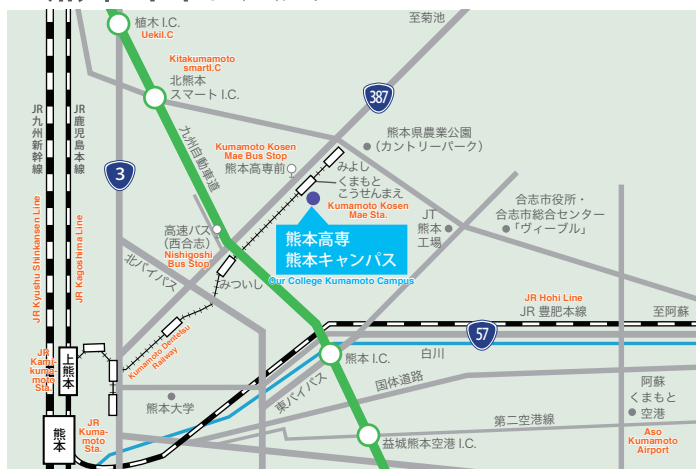 至菊池
植木 I.C.
Uekil.C
Kitakumamoto
smartI.C
北熊本
スマート I.C.
387
JR九州新幹線
JR鹿児島本線
熊本県農業公園
(カントリーパーク)
九州自動車道
Kumamoto Kosen
Mae Bus Stop
熊本高専前
みよし
くまもと
こうせんまえ
Kumamoto Kosen
Mae Sta.
3
合志市役所・
合志市総合センター
「ヴィーブル」
JT
熊本
工場
高速バス
(西合志)
Nishigoshi
Bus Stop
熊本高専
熊本キャンパス
Our College Kumamoto Campus
北バイパス
みついし
JR Kyushu Shinkansen Line
JR Kagoshima Line
JR Hohi Line
JR 豊肥本線
至阿蘇
57
Kumamoto Dentetsu
Railway
白川
熊本 I.C.
JR
Kami-
kuma-
moto
Sta.
上熊本
東バイパス
国体道路
阿蘇
くまもと
空港
熊本大学
第二空港線
熊本
JR
Kuma-
moto
Sta.
益城熊本空港 I.C.
Aso
Kumamoto
Airport